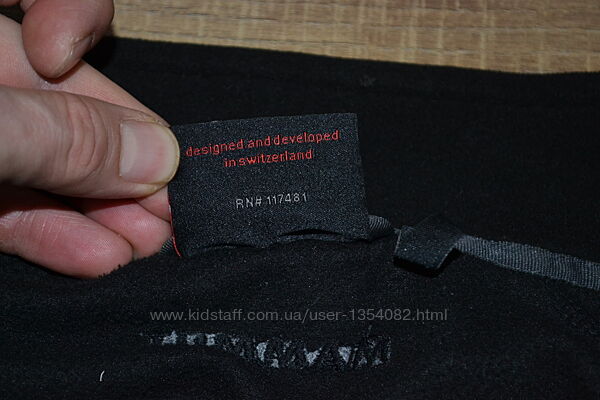 designed and developed
in switzerland
RN# 117481
www.kidstaff.com.ua/user-1354082.html